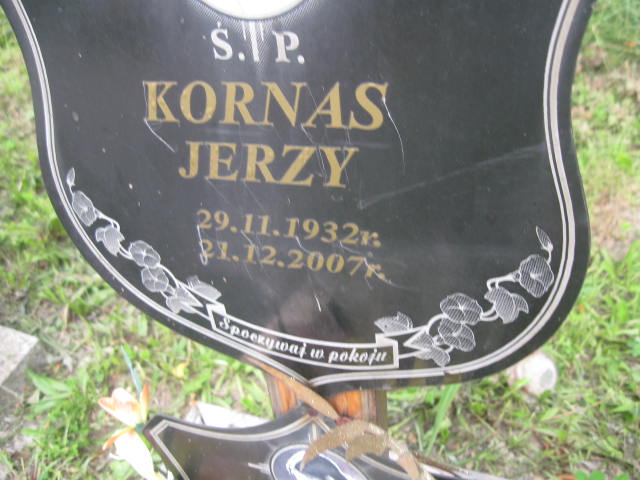 Ś. P.
KORNAS
JERZY
29.11.1932r.
21.12.2007r.
Spoczywaj w pokoju